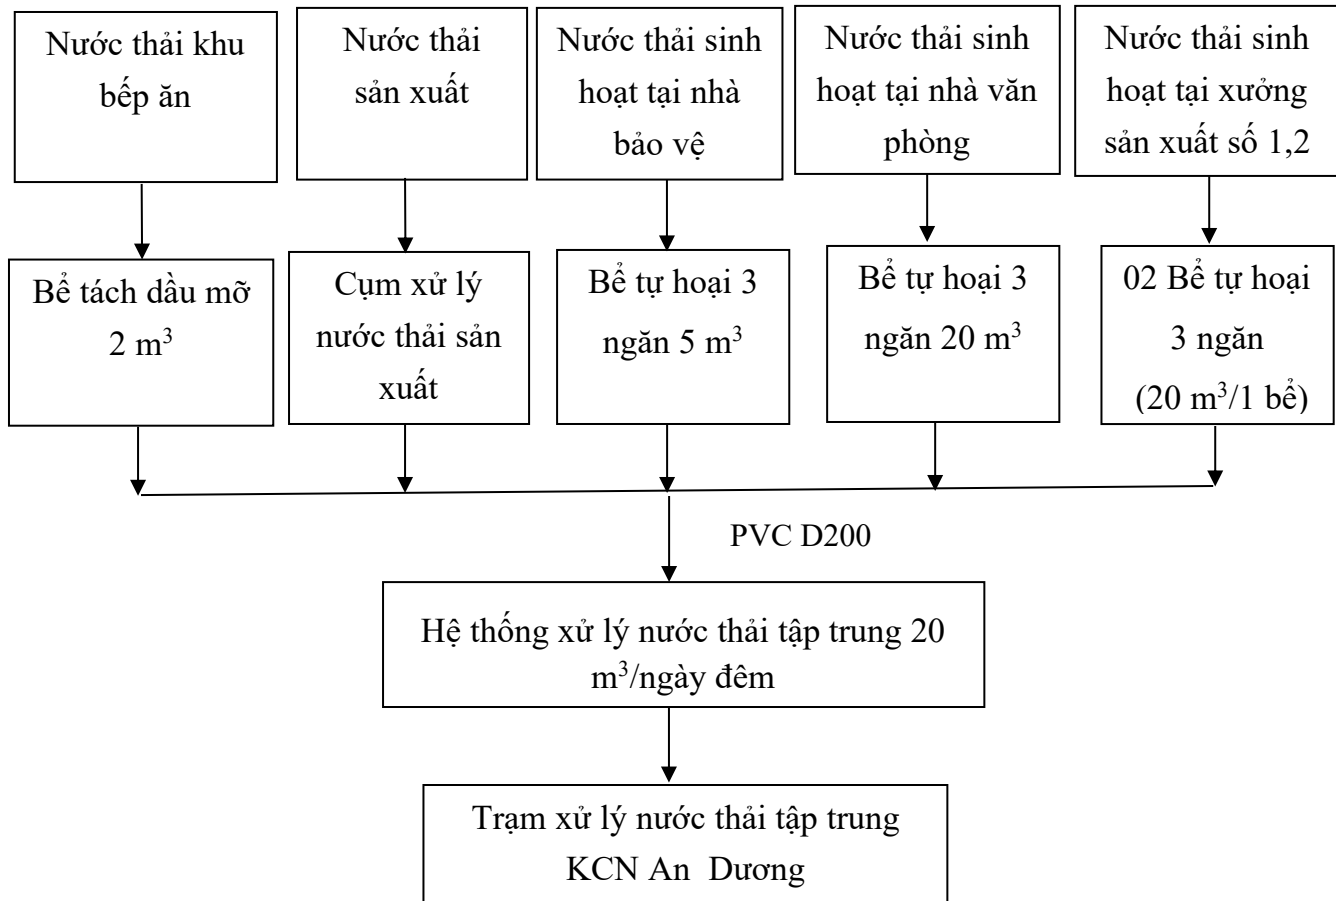 Nước thải khu
bếp ăn
Nước thải
sản xuất
Nước thải sinh
hoạt tại nhà
bảo vệ
Nước thải sinh
hoạt tại nhà văn
phòng
Nước thải sinh
hoạt tại xưởng
sản xuất số 1,2
Bể tách dầu mỡ
2 m³
Cụm xử lý
nước thải sản
xuất
Bể tự hoại 3
ngăn 5 m³
Bể tự hoại 3
ngăn 20 m³
02 Bể tự hoại
3 ngăn
(20 m³/1 bể)
PVC D200
Hệ thống xử lý nước thải tập trung 20
m³/ngày đêm
Trạm xử lý nước thải tập trung
KCN An Dương